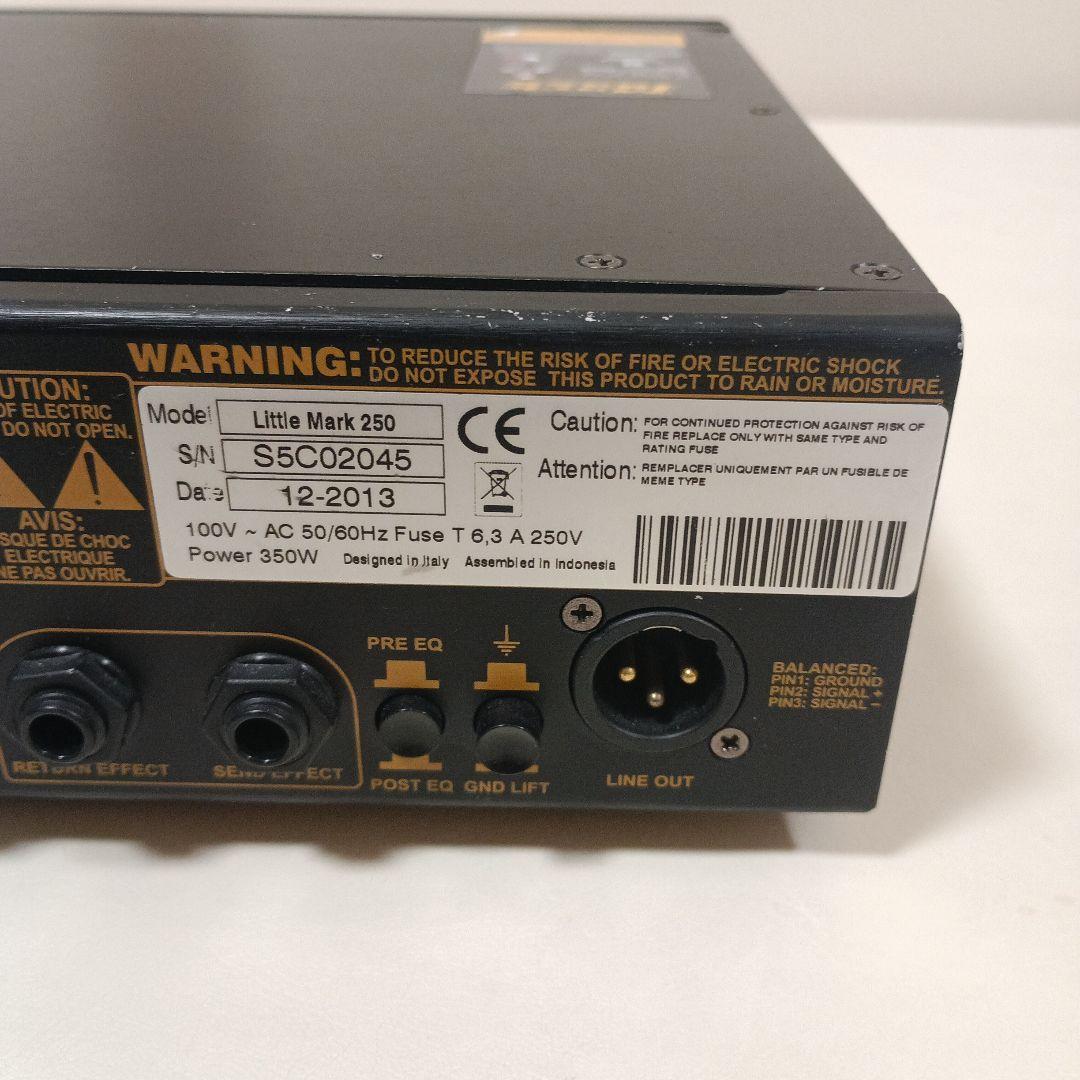 WARNING: TO REDUCE THE RISK OF FIRE OR ELECTRIC SHOCK
DO NOT EXPOSE THIS PRODUCT TO RAIN OR MOISTURE.
UTION:
OF ELECTRIC
DO NOT OPEN.
AVIS:
SQUE DE CHOC
ELECTRIQUE
NE PAS OUVRIR.
Model Little Mark 250
S/N S5C02045
Date 12-2013
CE
Caution: FOR CONTINUED PROTECTION AGAINST RISK OF
FIRE REPLACE ONLY WITH SAME TYPE AND
RATING FUSE
Attention: REMPLACER UNIQUEMENT PAR UN FUSIBLE DE
MEME TYPE
100V ~ AC 50/60Hz Fuse T 6,3 A 250V
Power 350W Designed in Italy Assembled in Indonesia
PRE EQ
POST EQ
GND LIFT
RETURN EFFECT
SEND EFFECT
LINE OUT
BALANCED:
PIN1: GROUND
PIN2: SIGNAL +
PIN3: SIGNAL −